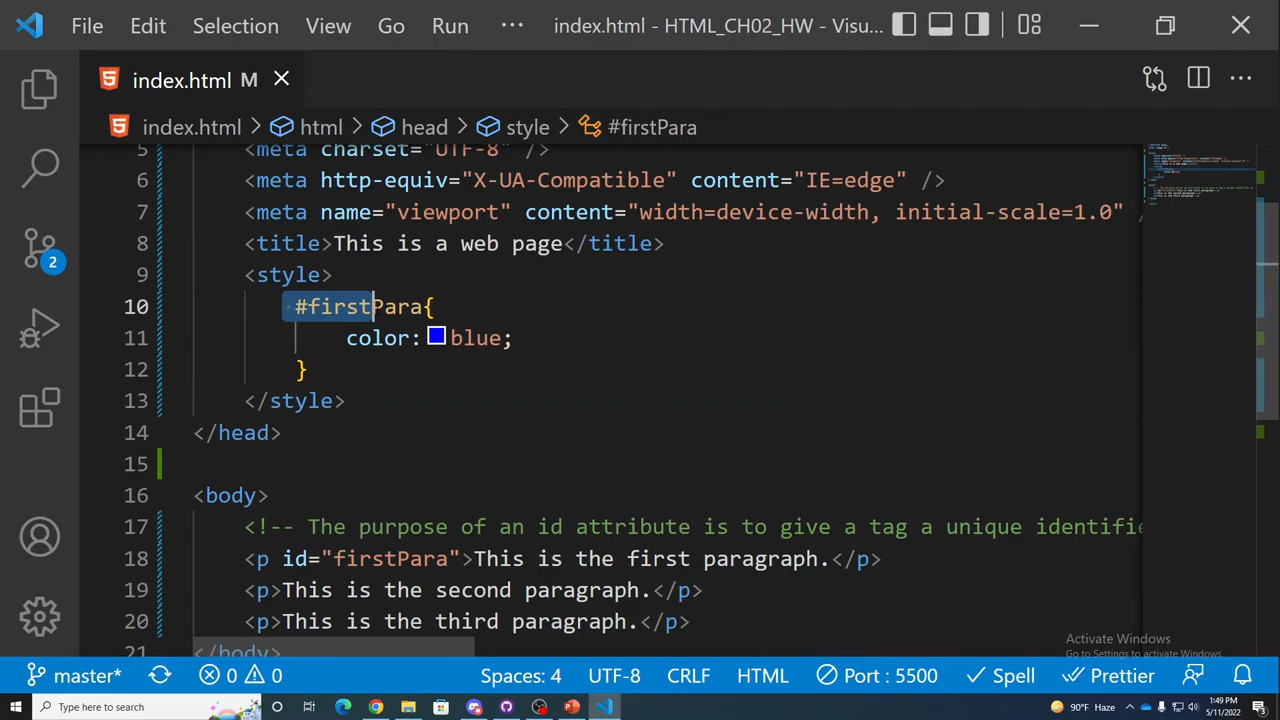 File Edit Selection View Go Run ··· index.html - HTML_CH02_HW - Visu...
index.html M
index.html > html > head > style > #firstPara
5 <meta charset="UTF-8" />
6 <meta http-equiv="X-UA-Compatible" content="IE=edge" />
7 <meta name="viewport" content="width=device-width, initial-scale=1.0" /
8 <title>This is a web page</title>
9 <style>
10 #firstPara{
11 color: blue;
12 }
13 </style>
14 </head>
15
16 <body>
17 <!-- The purpose of an id attribute is to give a tag a unique identifie
18 <p id="firstPara">This is the first paragraph.</p>
19 <p>This is the second paragraph.</p>
20 <p>This is the third paragraph.</p>
21 </body>
2
Activate Windows
Go to Settings to activate Windows.
master* 0 0 Spaces: 4 UTF-8 CRLF HTML Port : 5500 Spell Prettier
Type here to search 90°F Haze 1:49 PM
5/11/2022 3